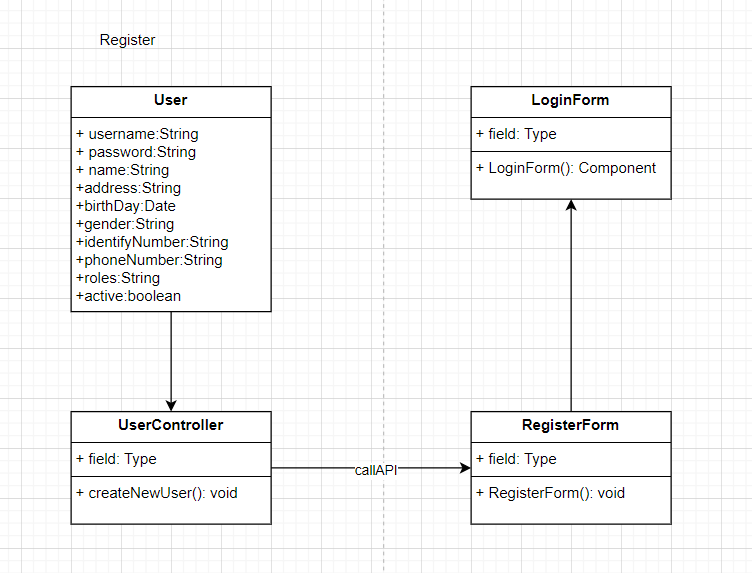 Register
User
+ username:String
+ password:String
+ name:String
+address:String
+birthDay:Date
+gender:String
+identifyNumber:String
+phoneNumber:String
+roles:String
+active:boolean
LoginForm
+ field: Type
+ LoginForm(): Component
UserController
+ field: Type
+ createNewUser(): void
callAPI
RegisterForm
+ field: Type
+ RegisterForm(): void